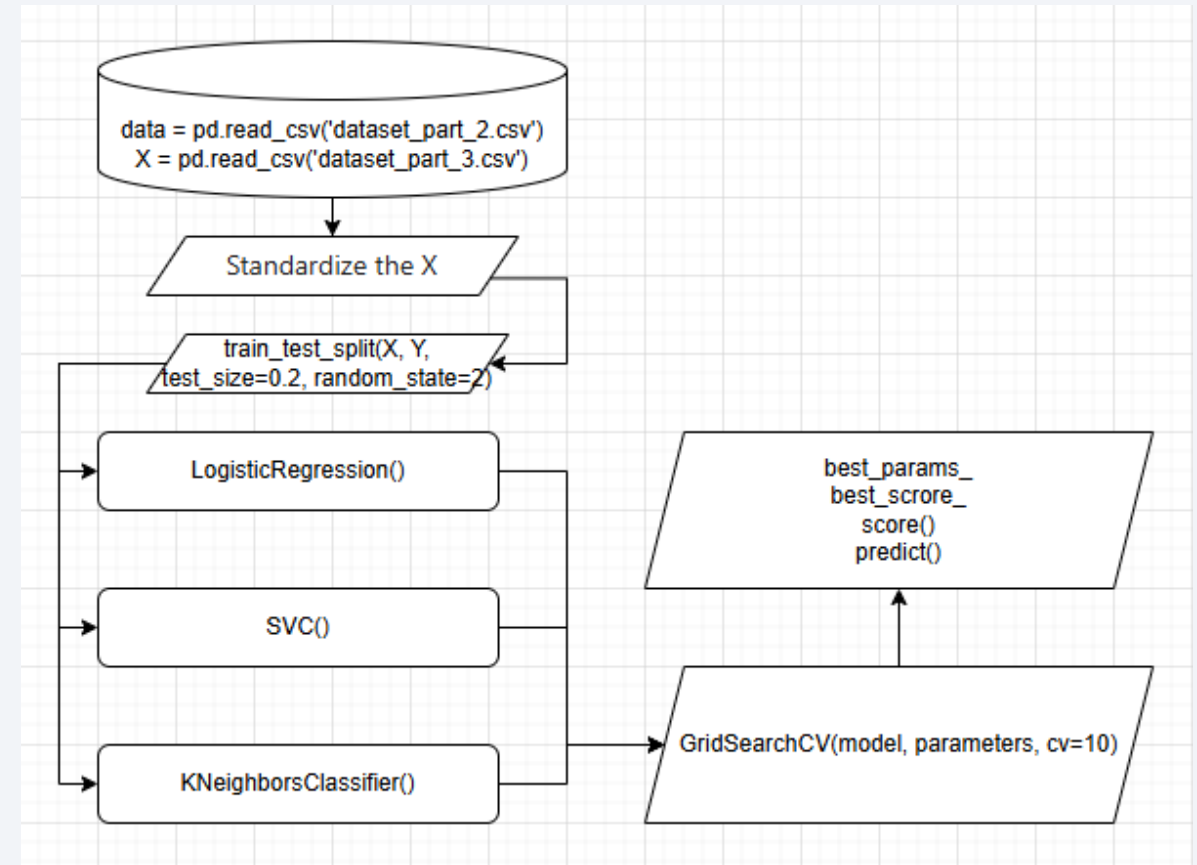 data = pd.read_csv('dataset_part_2.csv')
X = pd.read_csv('dataset_part_3.csv')
Standardize the X
train_test_split(X, Y,
test_size=0.2, random_state=2)
LogisticRegression()
SVC()
KNeighborsClassifier()
GridSearchCV(model, parameters, cv=10)
best_params_
best_scrore_
score()
predict()